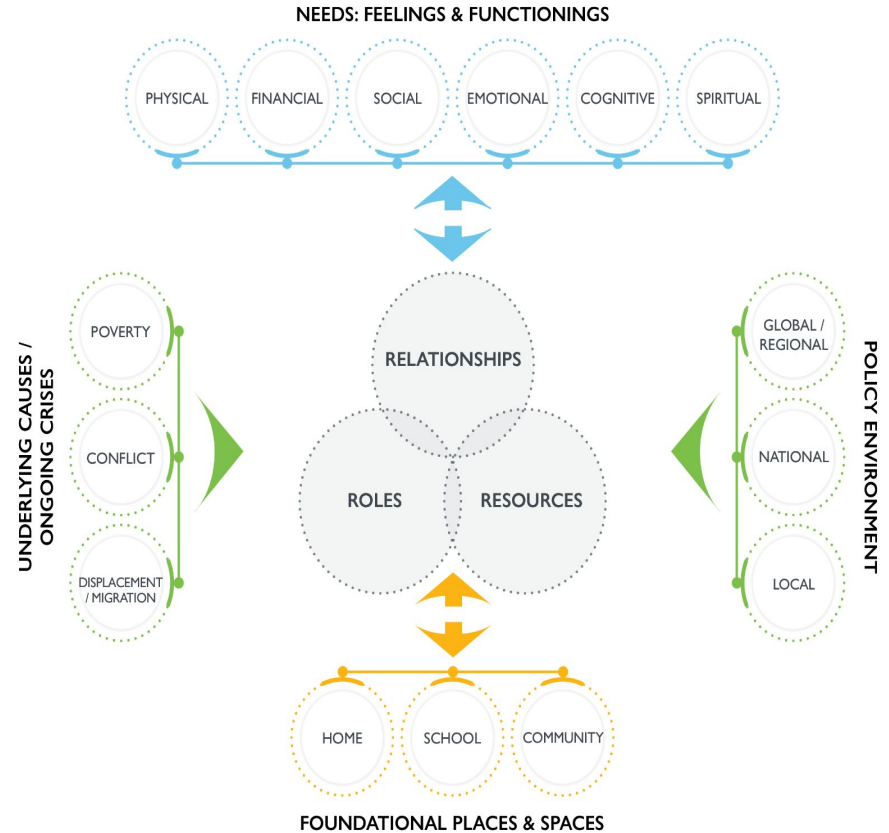 NEEDS: FEELINGS & FUNCTIONINGS
PHYSICAL
FINANCIAL
SOCIAL
EMOTIONAL
COGNITIVE
SPIRITUAL
UNDERLYING CAUSES /
ONGOING CRISES
POVERTY
CONFLICT
DISPLACEMENT
/ MIGRATION
RELATIONSHIPS
ROLES
RESOURCES
GLOBAL /
REGIONAL
NATIONAL
LOCAL
POLICY ENVIRONMENT
HOME
SCHOOL
COMMUNITY
FOUNDATIONAL PLACES & SPACES